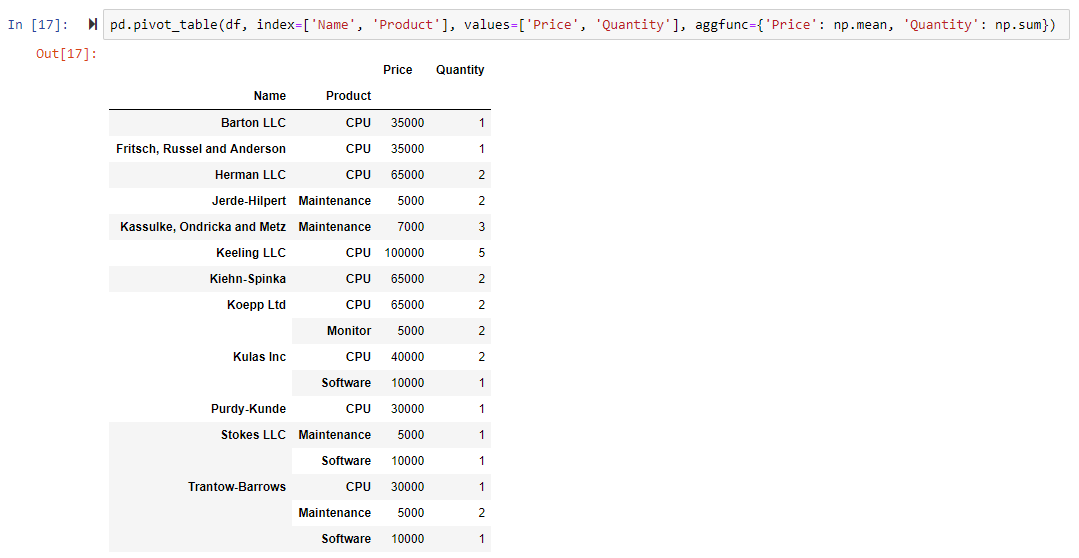 In [17]: pd.pivot_table(df, index=['Name', 'Product'], values=['Price', 'Quantity'], aggfunc={'Price': np.mean, 'Quantity': np.sum})
Out[17]:
Price Quantity
Name Product
Barton LLC CPU 35000 1
Fritsch, Russel and Anderson CPU 35000 1
Herman LLC CPU 65000 2
Jerde-Hilpert Maintenance 5000 2
Kassulke, Ondricka and Metz Maintenance 7000 3
Keeling LLC CPU 100000 5
Kiehn-Spinka CPU 65000 2
Koepp Ltd CPU 65000 2
Monitor 5000 2
Kulas Inc CPU 40000 2
Software 10000 1
Purdy-Kunde CPU 30000 1
Stokes LLC Maintenance 5000 1
Software 10000 1
Trantow-Barrows CPU 30000 1
Maintenance 5000 2
Software 10000 1